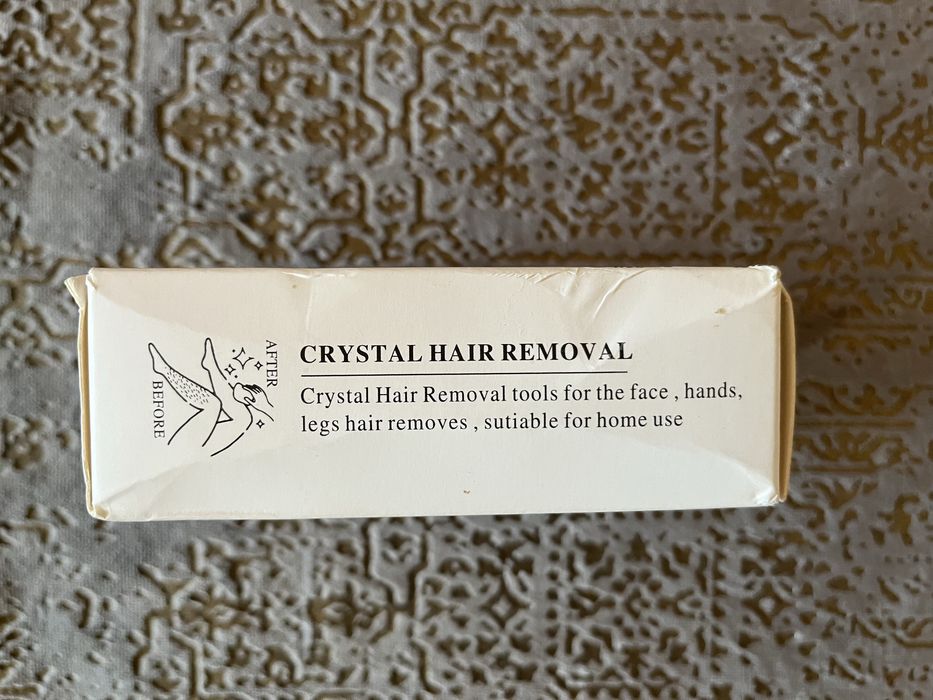 CRYSTAL HAIR REMOVAL
Crystal Hair Removal tools for the face , hands,
legs hair removes , sutiable for home use
AFTER
BEFORE